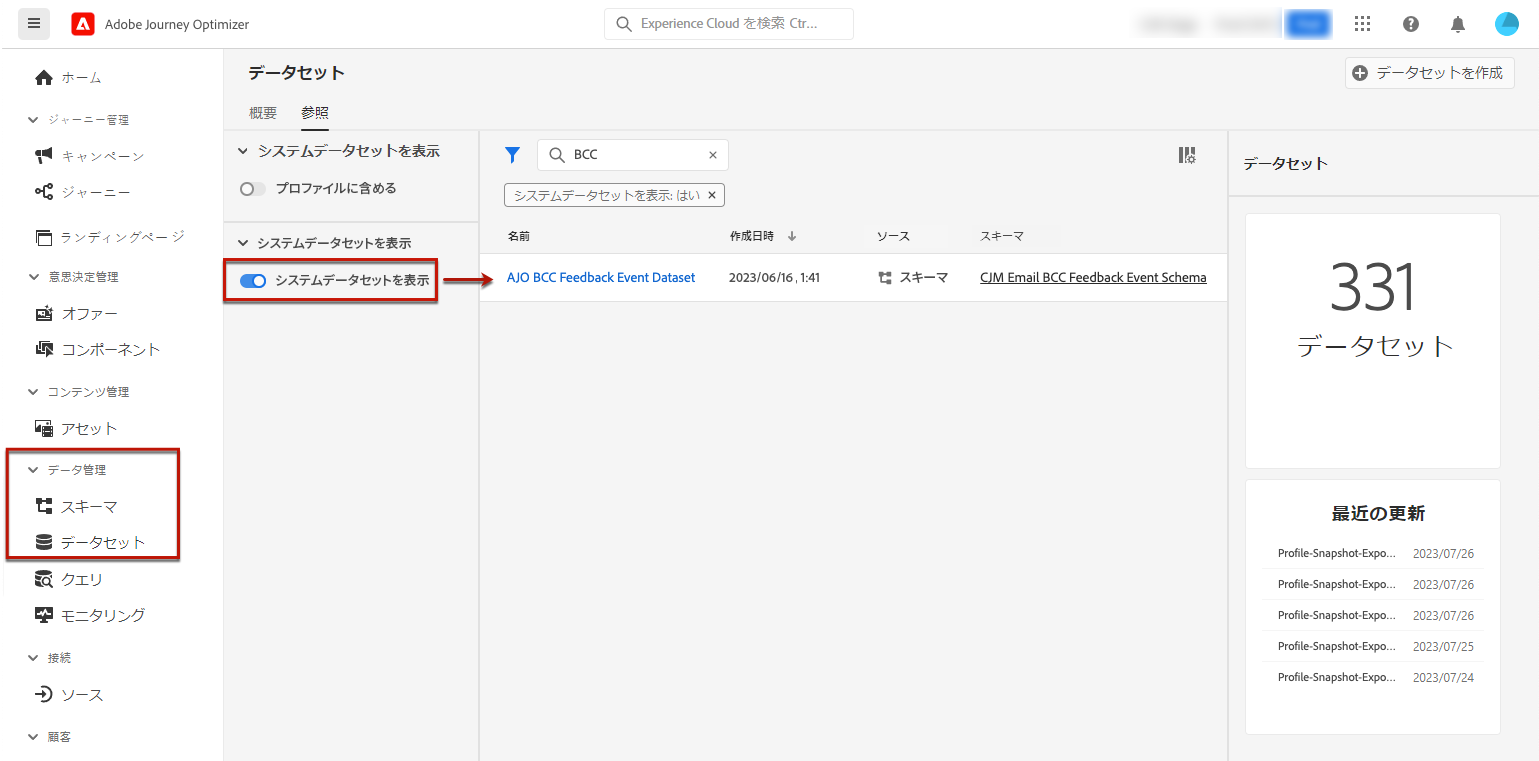 Adobe Journey Optimizer
Experience Cloud を検索 Ctr...
ホーム
ジャーニー管理
キャンペーン
ジャーニー
ランディングページ
意思決定管理
オファー
コンポーネント
コンテンツ管理
アセット
データ管理
スキーマ
データセット
クエリ
モニタリング
接続
ソース
顧客
データセット
データセットを作成
概要 参照
システムデータセットを表示
プロファイルに含める
システムデータセットを表示
システムデータセットを表示
BCC
システムデータセットを表示: はい
名前 作成日時 ソース スキーマ
AJO BCC Feedback Event Dataset 2023/06/16, 1:41 スキーマ CJM Email BCC Feedback Event Schema
データセット
331
データセット
最近の更新
Profile-Snapshot-Expo... 2023/07/26
Profile-Snapshot-Expo... 2023/07/26
Profile-Snapshot-Expo... 2023/07/26
Profile-Snapshot-Expo... 2023/07/25
Profile-Snapshot-Expo... 2023/07/24